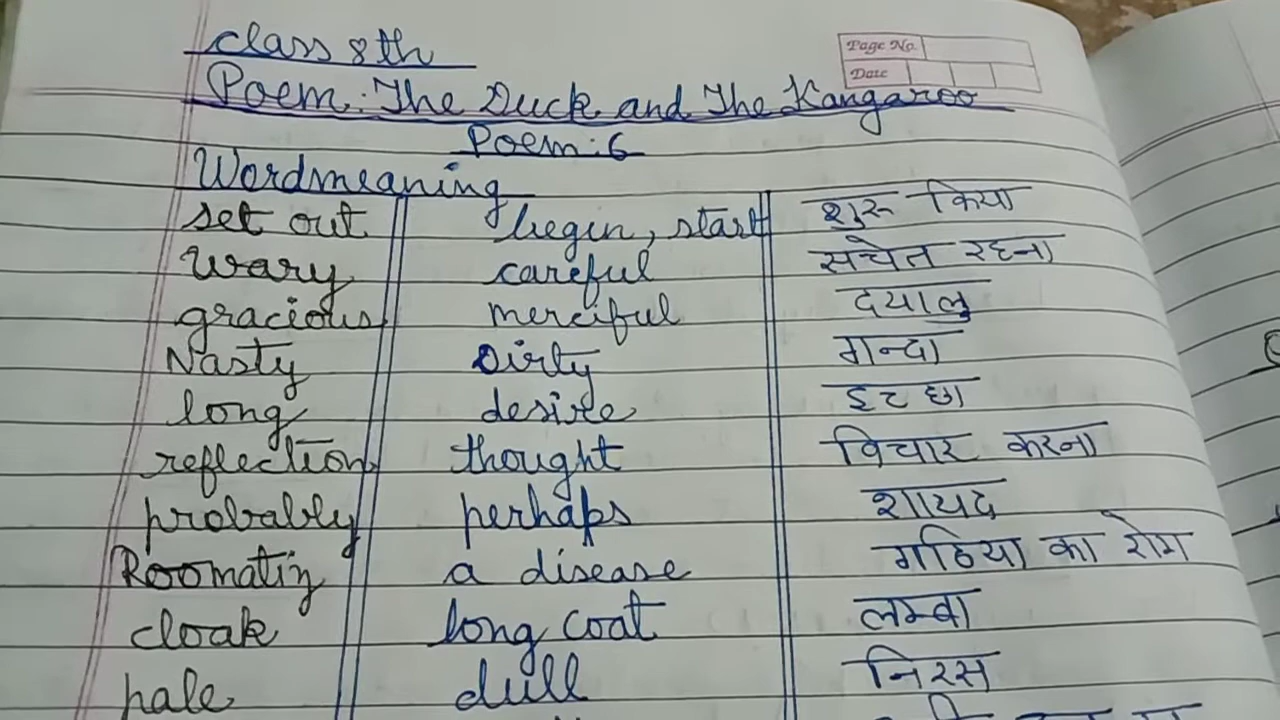 class 8th
Page No.
Date
Poem: The Duck and The Kangaroo
Poem: 6
Wordmeaning
set out begin, start शुरू किया
wary careful सचेत रहना
gracious merciful दयालु
Nasty Dirty गन्दा
long desire इच्छा
reflection thought विचार करना
probably perhaps शायद
Roomatiz a disease गठिया का रोग
cloak long coat लम्बा
pale dull निरस